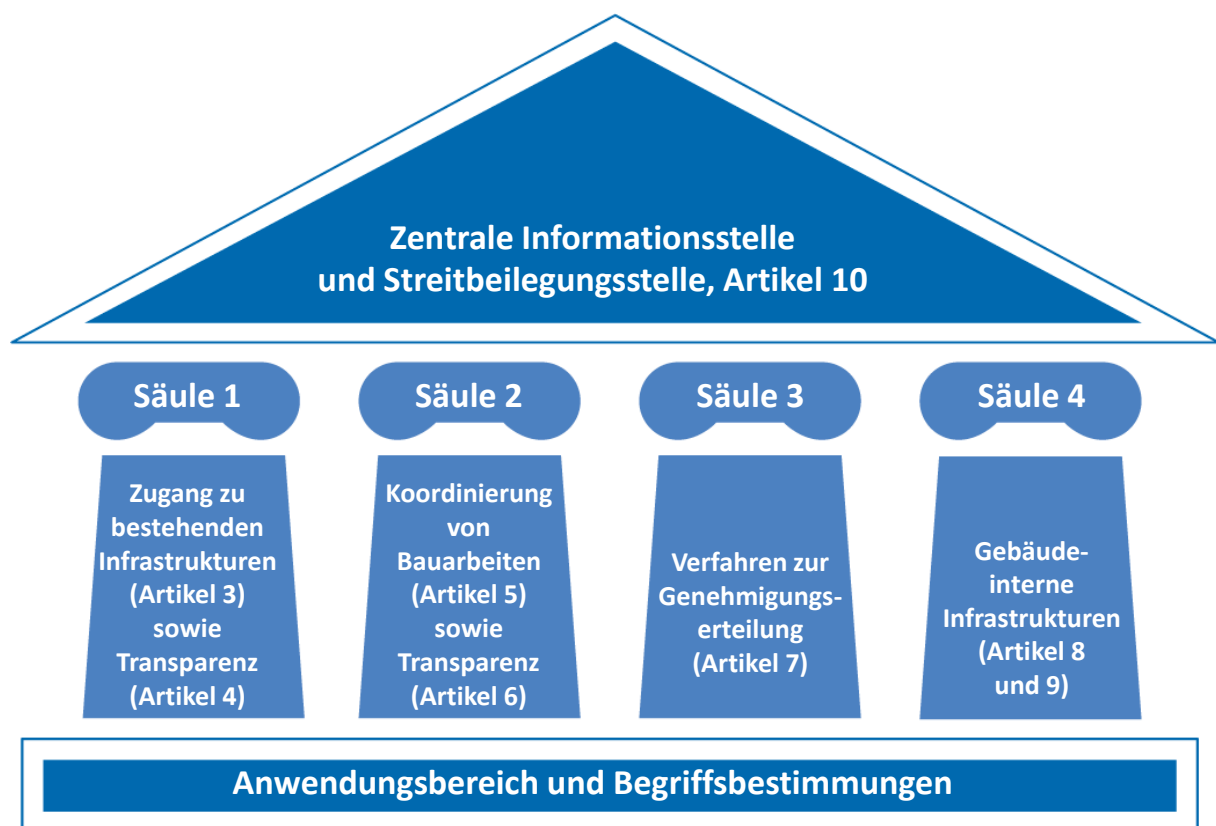 Zentrale Informationsstelle
und Streitbeilegungsstelle, Artikel 10
Säule 1
Säule 2
Säule 3
Säule 4
Zugang zu
bestehenden
Infrastrukturen
(Artikel 3)
sowie
Transparenz
(Artikel 4)
Koordinierung
von
Bauarbeiten
(Artikel 5)
sowie
Transparenz
(Artikel 6)
Verfahren zur
Genehmigungs-
erteilung
(Artikel 7)
Gebäude-
interne
Infrastrukturen
(Artikel 8
und 9)
Anwendungsbereich und Begriffsbestimmungen